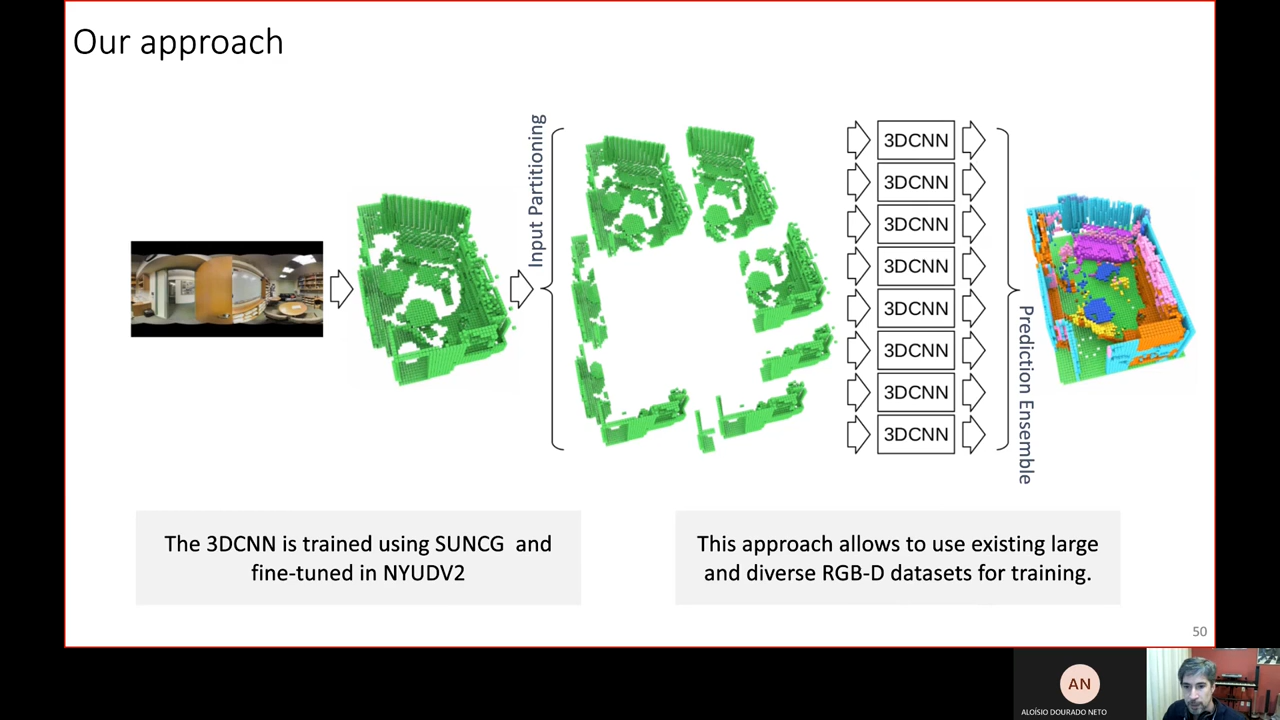 Our approach
Input Partitioning
3DCNN
3DCNN
3DCNN
3DCNN
3DCNN
3DCNN
3DCNN
3DCNN
Prediction Ensemble
The 3DCNN is trained using SUNCG and
fine-tuned in NYUDV2
This approach allows to use existing large
and diverse RGB-D datasets for training.
50
AN
ALOÍSIO DOURADO NETO